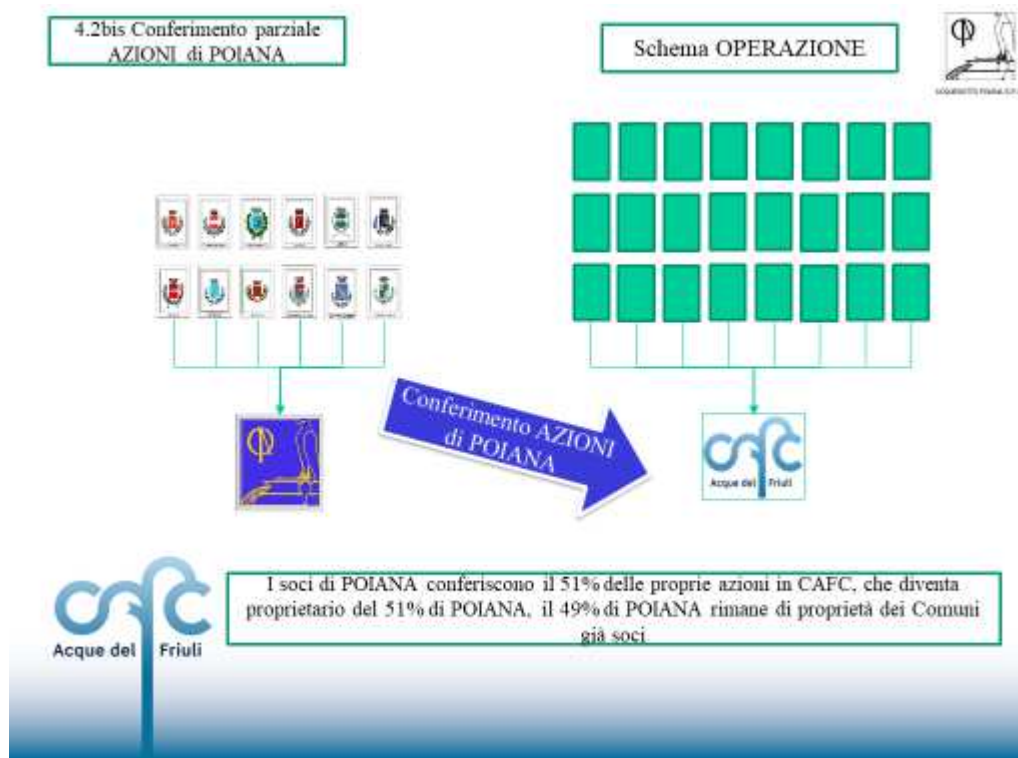 4.2bis Conferimento parziale
AZIONI di POIANA
Schema OPERAZIONE
Conferimento AZIONI
di POIANA
cafc
Acque del Friuli
cafc
Acque del Friuli
I soci di POIANA conferiscono il 51% delle proprie azioni in CAFC, che diventa
proprietario del 51% di POIANA, il 49% di POIANA rimane di proprietà dei Comuni
già soci